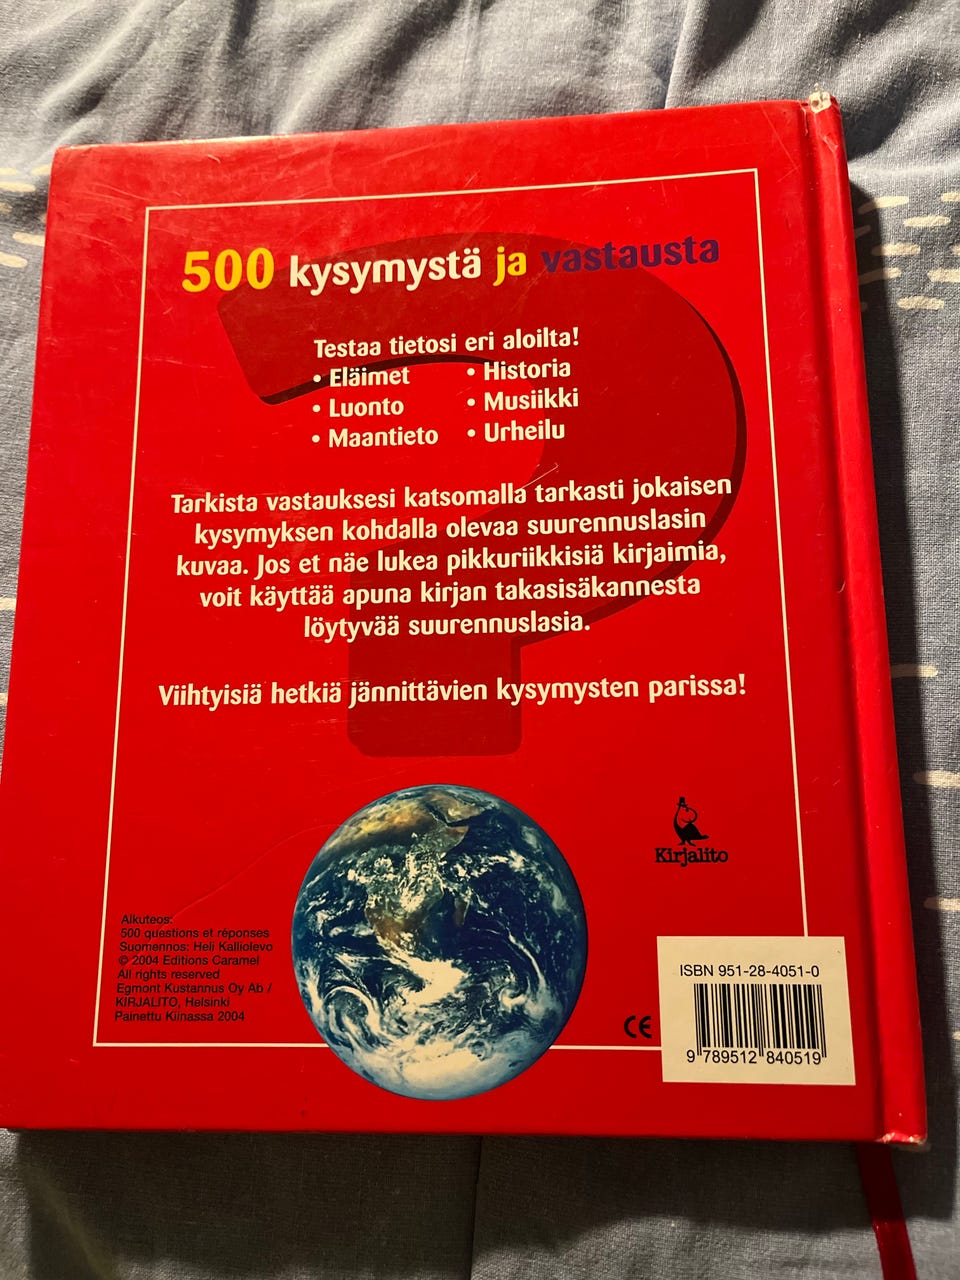 500 kysymystä ja vastausta
Testaa tietosi eri aloilta!
• Eläimet
• Luonto
• Maantieto
• Historia
• Musiikki
• Urheilu
Tarkista vastauksesi katsomalla tarkasti jokaisen
kysymyksen kohdalla olevaa suurennuslasin
kuvaa. Jos et näe lukea pikkuriikkisiä kirjaimia,
voit käyttää apuna kirjan takasisäkannesta
löytyvää suurennuslasia.
Viihtyisiä hetkiä jännittävien kysymysten parissa!
Kirjalito
Alkuteos:
500 questions et réponses
Suomennos: Heli Kalliolevo
© 2004 Editions Caramel
All rights reserved
Egmont Kustannus Oy Ab /
KIRJALITO, Helsinki
Painettu Kiinassa 2004
CE
ISBN 951-28-4051-0
9 789512 840519